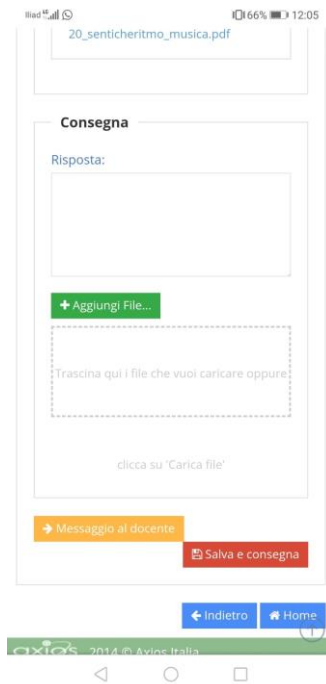 Iliad 66% 12:05
20_senticheritmo_musica.pdf
Consegna
Risposta:
Aggiungi File...
Trascina qui i file che vuoi caricare oppure
clicca su 'Carica file'
Messaggio al docente
Salva e consegna
Indietro Home
axios 2014 © Axios Italia